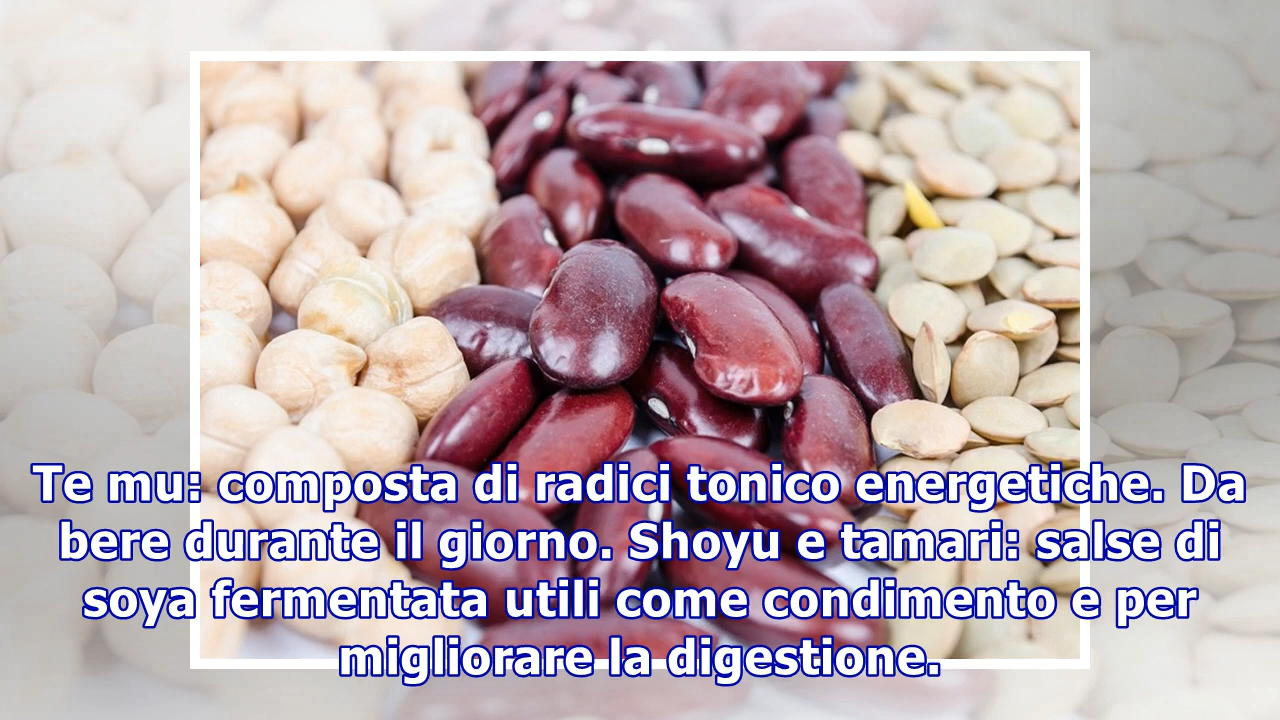 Te mu: composta di radici tonico energetiche. Da
bere durante il giorno. Shoyu e tamari: salse di
soya fermentata utili come condimento e per
migliorare la digestione.